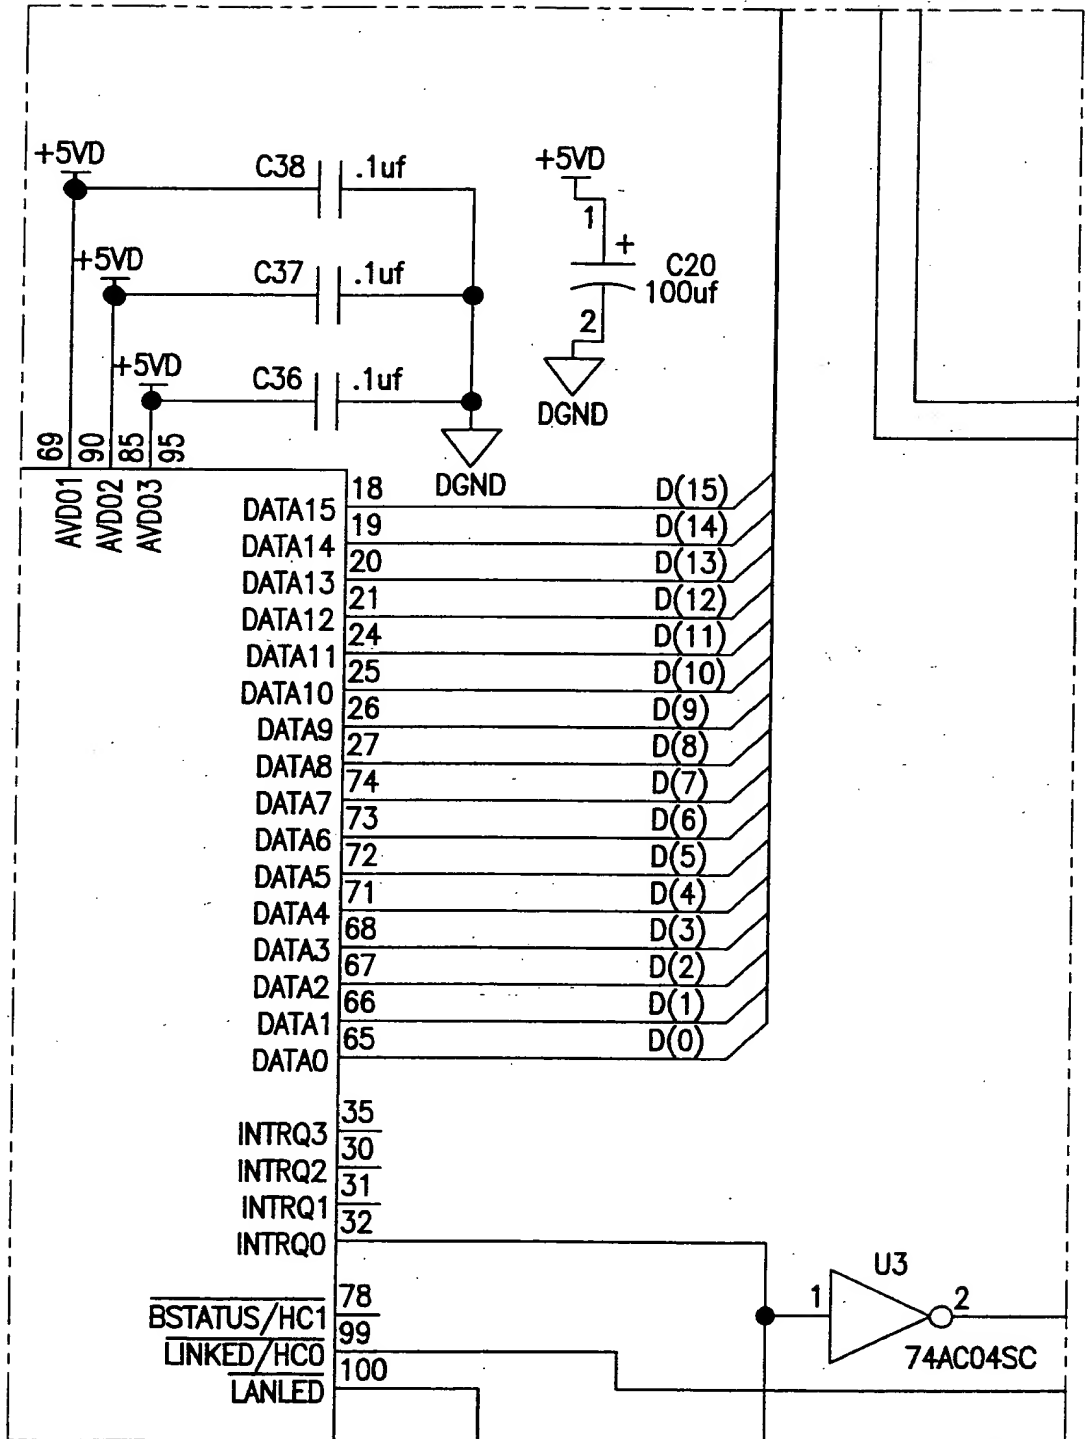 +5VD
C38 .1uf
+5VD
+5VD
C37 .1uf
+
C20
100uf
1
2
+5VD
C36 .1uf
DGND
DGND
69 90 85 95
AVD01
AVD02
AVD03
DATA15 18 D(15)
DATA14 19 D(14)
DATA13 20 D(13)
DATA12 21 D(12)
DATA11 24 D(11)
DATA10 25 D(10)
DATA9 26 D(9)
DATA8 27 D(8)
DATA7 74 D(7)
DATA6 73 D(6)
DATA5 72 D(5)
DATA4 71 D(4)
DATA3 68 D(3)
DATA2 67 D(2)
DATA1 66 D(1)
DATA0 65 D(0)
INTRQ3 35
INTRQ2 30
INTRQ1 31
INTRQ0 32
BSTATUS/HC1 78
LINKED/HC0 99
LANLED 100
U3
1 2
74AC04SC